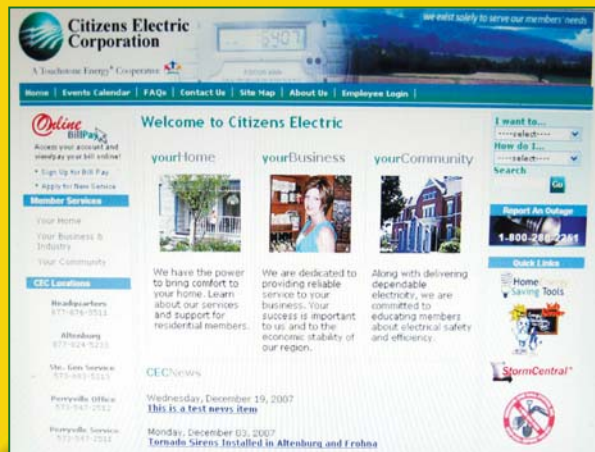 Citizens Electric
Corporation
A Touchstone Energy® Cooperative
we exist solely to serve our members' needs
Home | Events Calendar | FAQs | Contact Us | Site Map | About Us | Employee Login |
Online
BillPay
Access your account and
view/pay your bill online!
• Sign Up for Bill Pay
• Apply for New Service
Member Services
Your Home
Your Business &
Industry
Your Community
CEC Locations
Headquarters
Altenburg
Ste. Gen Service
Perryville Office
Perryville Service
Welcome to Citizens Electric
yourHome
We have the power
to bring comfort to
your home. Learn
about our services
and support for
residential members.
yourBusiness
We are dedicated to
providing reliable
service to your
business. Your
success is important
to us and to the
economic stability of
our region.
yourCommunity
Along with delivering
dependable
electricity, we are
committed to
educating members
about electrical safety
and efficiency.
CECNews
Wednesday, December 19, 2007
This is a test news item
Monday, December 03, 2007
Tornado Sirens Installed in Altenburg and Frohna
I want to...
----select----
How do I...
----select----
Search
Go
Report An Outage
Quick Links
Home Energy
Saving Tools
StormCentral